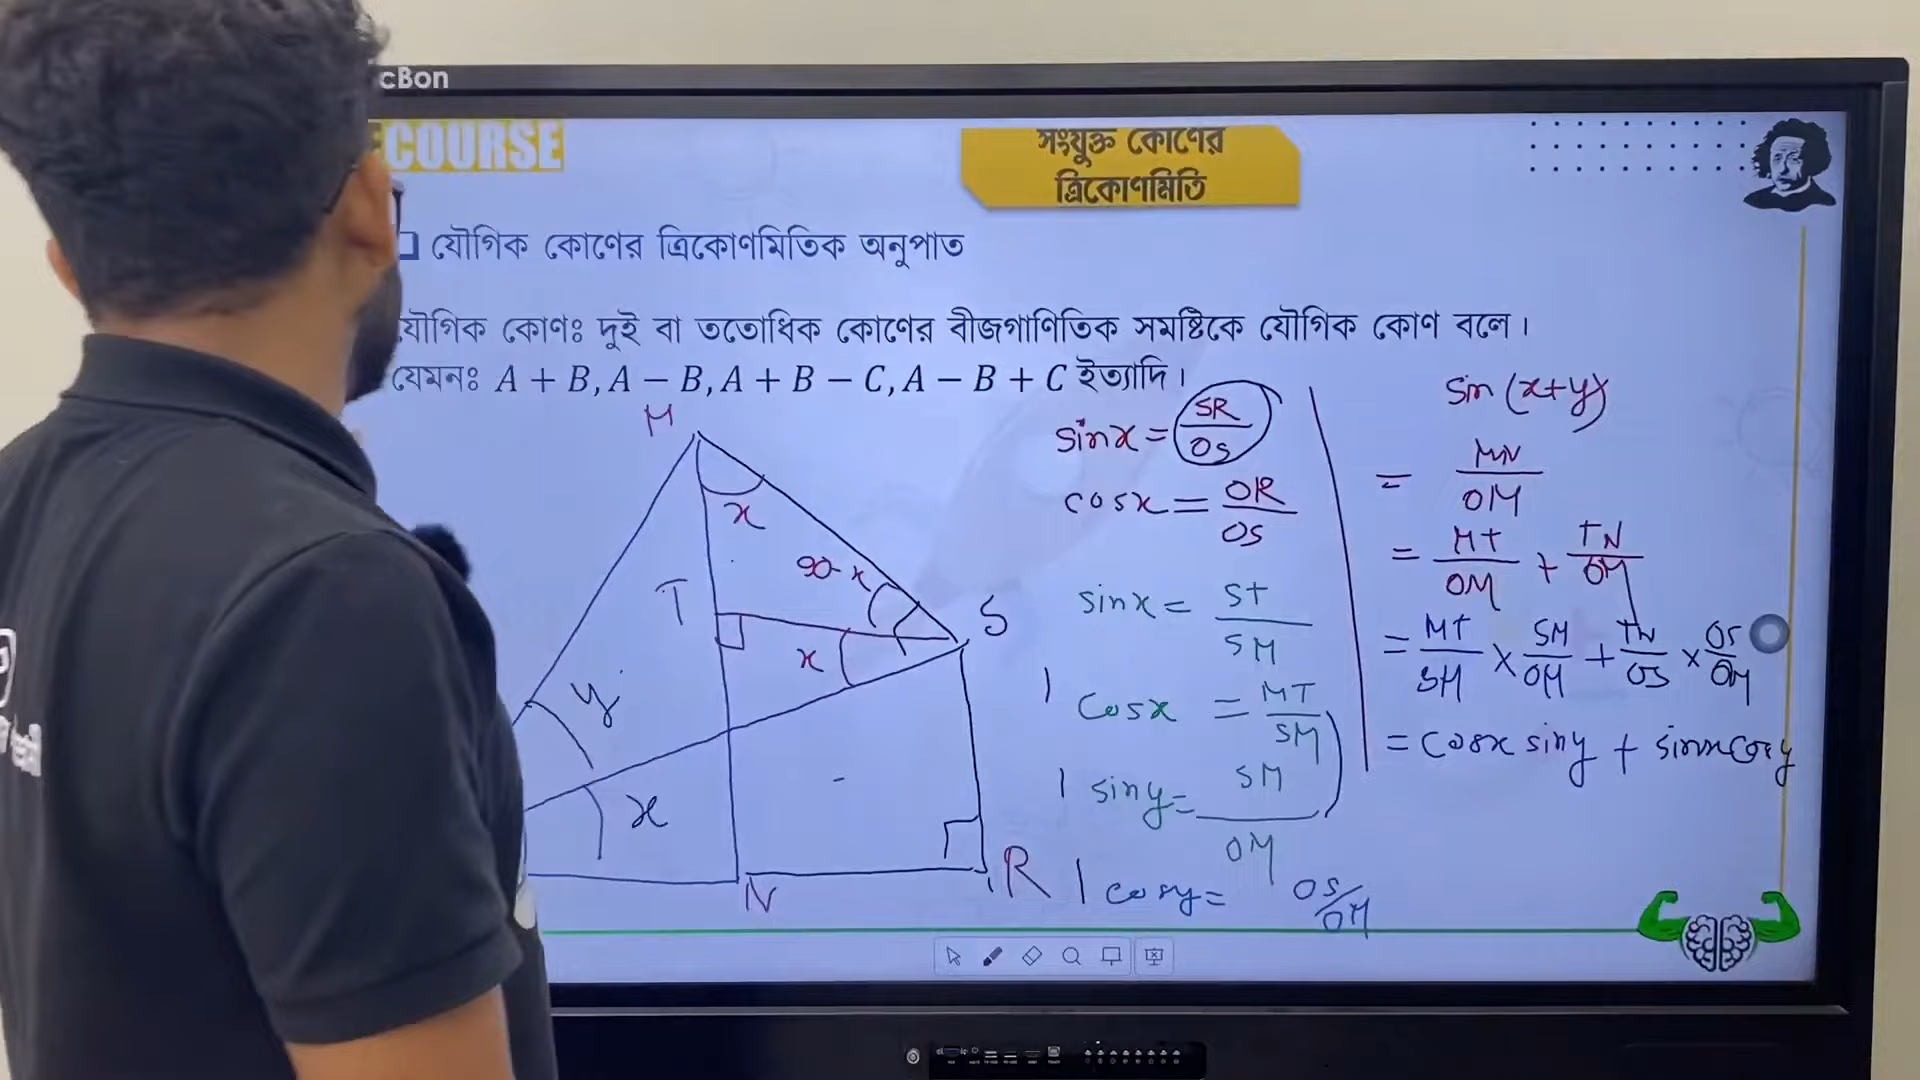 cBon
COURSE
সংযুক্ত কোণের
ত্রিকোণমিতি
যৌগিক কোণের ত্রিকোণমিতিক অনুপাত
যৌগিক কোণঃ দুই বা ততোধিক কোণের বীজগাণিতিক সমষ্টিকে যৌগিক কোণ বলে।
যেমনঃ A + B, A − B, A + B − C, A − B + C ইত্যাদি।
M
x
90-x
T
S
x
y
x
N
R
sinx = SR/OS
cosx = OR/OS
sinx = ST/SM
cosx = MT/SM
siny = SM/OM
cosy = OS/OM
sin (x+y)
= MN/OM
= MT/OM + TN/OM
= MT/SM × SM/OM + TN/OS × OS/OM
= cosx siny + sinx cosy